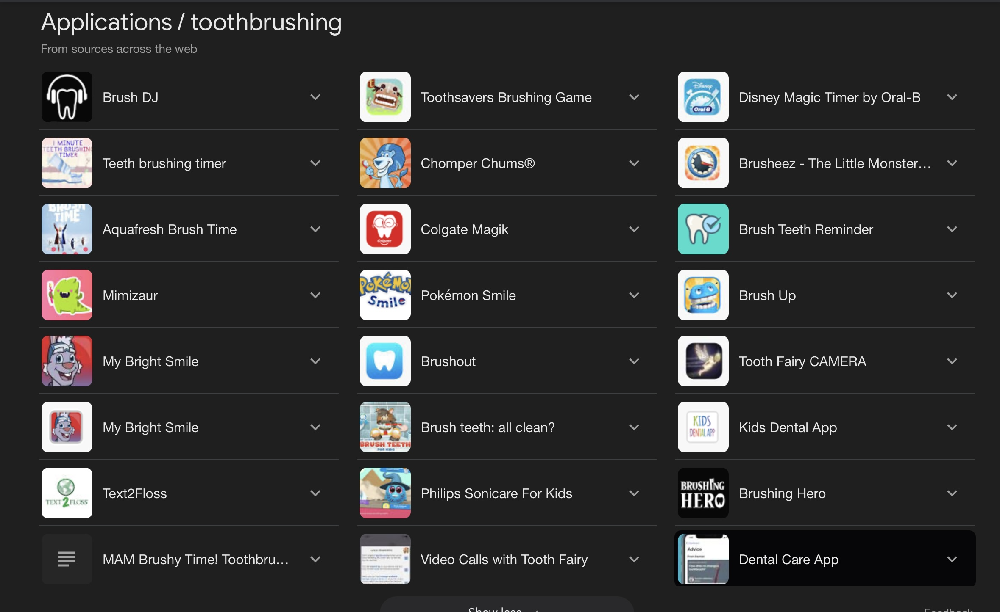 Applications / toothbrushing
From sources across the web
Brush DJ
Toothsavers Brushing Game
Disney
Oral-B
Disney Magic Timer by Oral-B
1 MINUTE
TEETH BRUSHING
TIMER
Teeth brushing timer
Chomper Chums®
Brusheez - The Little Monster...
BRUSH
TIME
Aquafresh Brush Time
Colgate
Colgate Magik
Brush Teeth Reminder
Mimizaur
POKéMON
Smile
Pokémon Smile
Brush Up
My Bright Smile
Brushout
Tooth Fairy CAMERA
My Bright Smile
BRUSH TEETH
FOR KIDS
Brush teeth: all clean?
KIDS
DENTAL APP
Kids Dental App
TEXT 2 FLOSS
Text2Floss
Philips Sonicare For Kids
BRUSHING
HERO
Brushing Hero
MAM Brushy Time! Toothbru...
Video Calls with Tooth Fairy
Advice
Dental Care App
Show less
Feedback